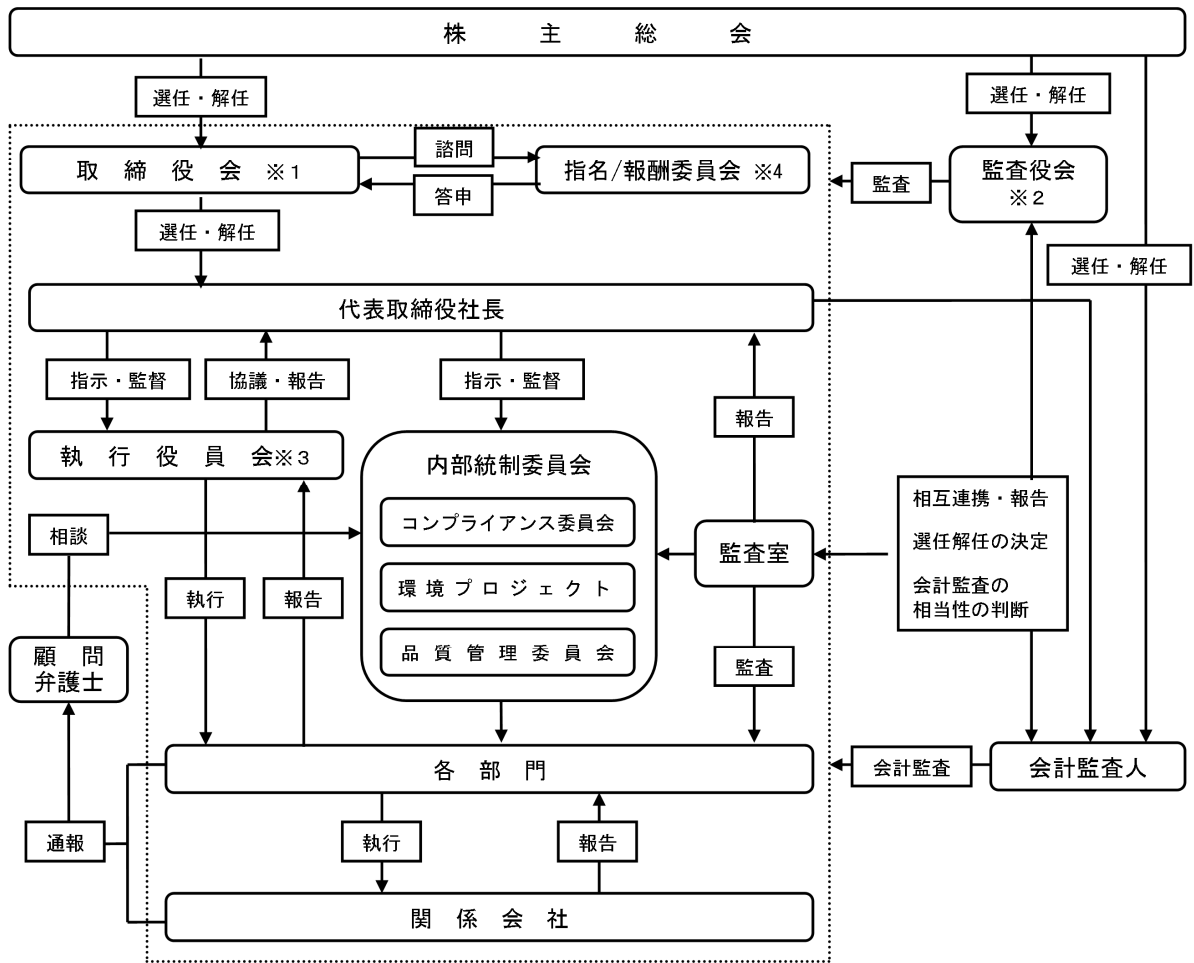 株主総会
選任・解任
選任・解任
諮問
取締役会 ※1
指名/報酬委員会 ※4
監査役会
※2
監査
答申
選任・解任
選任・解任
代表取締役社長
指示・監督
協議・報告
指示・監督
報告
執行役員会※3
内部統制委員会
コンプライアンス委員会
環境プロジェクト
品質管理委員会
相談
監査室
相互連携・報告
選任解任の決定
会計監査の
相当性の判断
執行
報告
監査
顧問
弁護士
各部門
会計監査
会計監査人
通報
執行
報告
関係会社